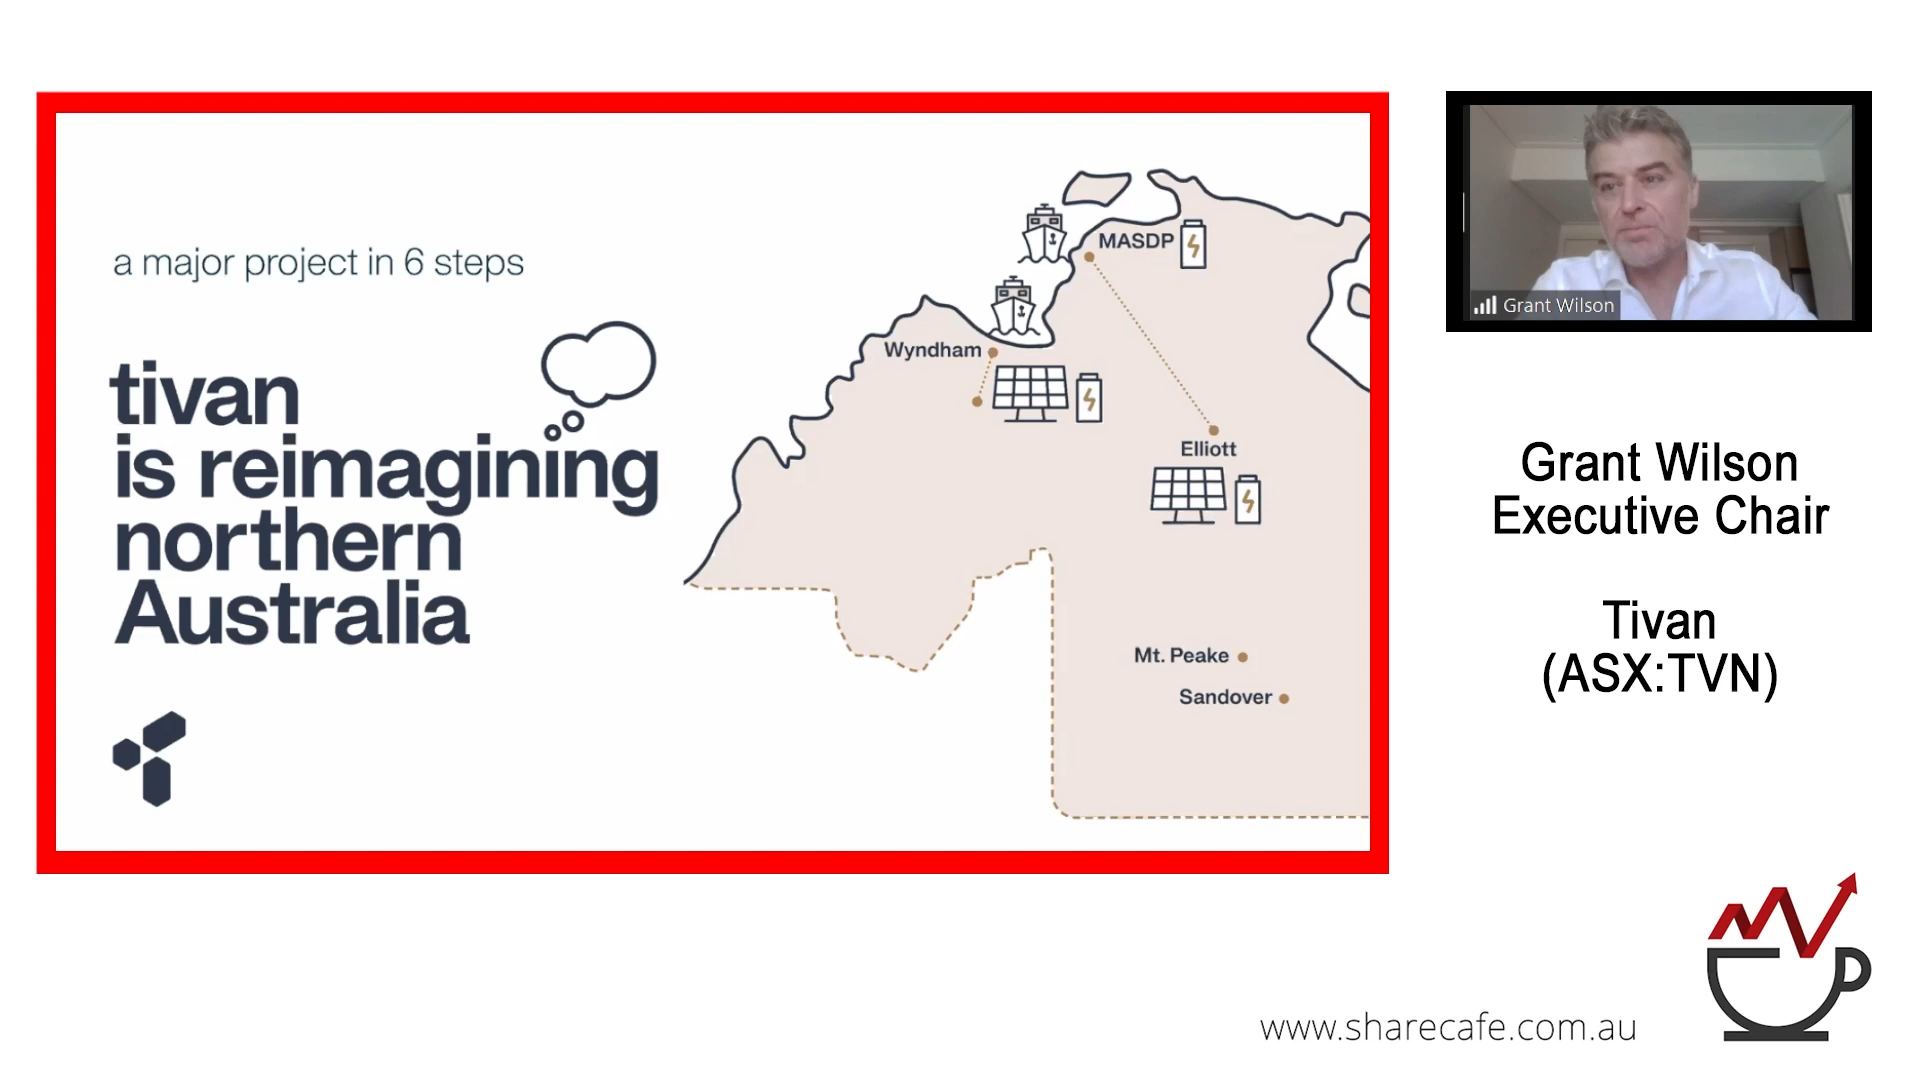 a major project in 6 steps
tivan
is reimagining
northern
Australia
MASDP
Wyndham
Elliott
Mt. Peake
Sandover
Grant Wilson
Grant Wilson
Executive Chair
Tivan
(ASX:TVN)
www.sharecafe.com.au